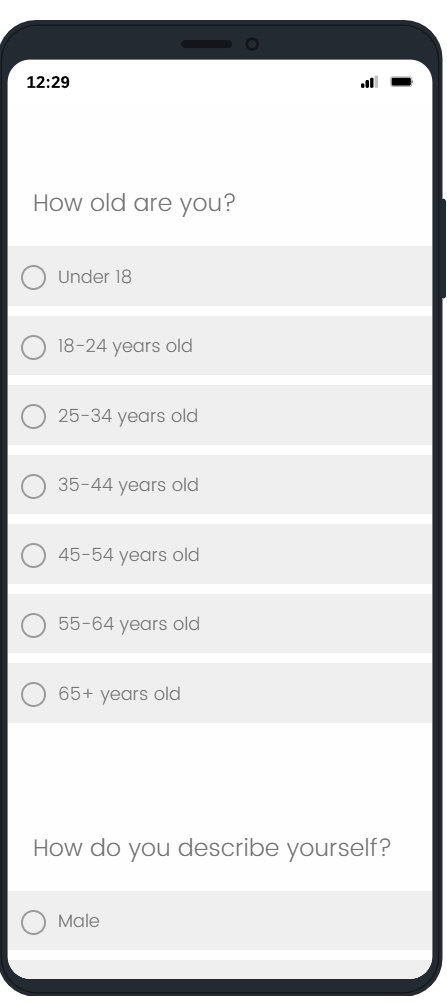 12:29
How old are you?
Under 18
18-24 years old
25-34 years old
35-44 years old
45-54 years old
55-64 years old
65+ years old
How do you describe yourself?
Male